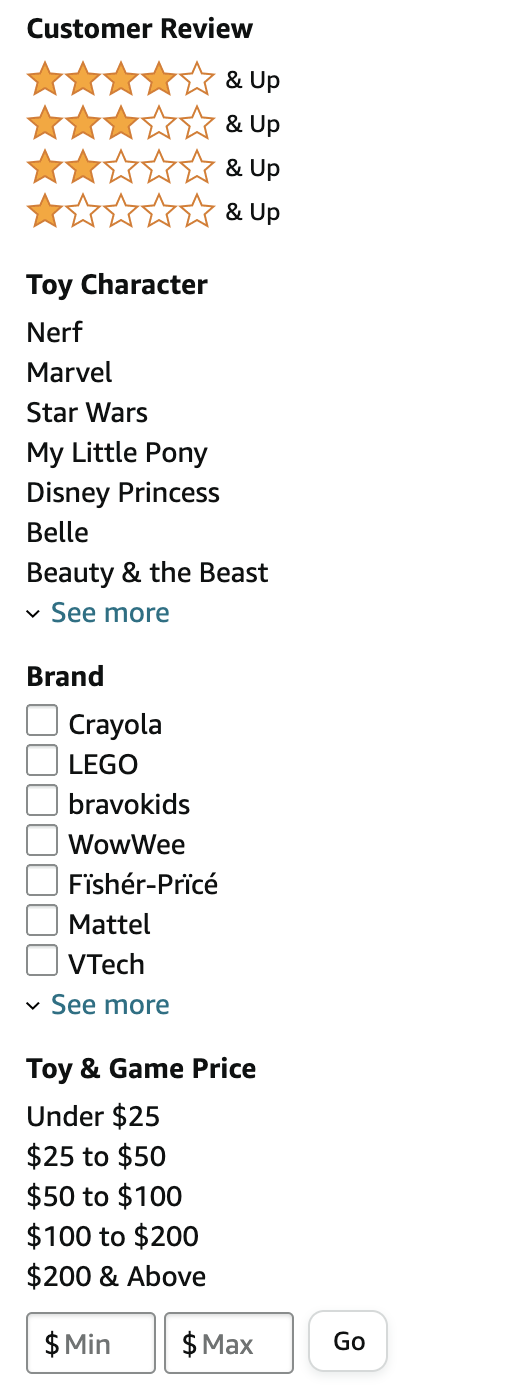 Customer Review
& Up
& Up
& Up
& Up
Toy Character
Nerf
Marvel
Star Wars
My Little Pony
Disney Princess
Belle
Beauty & the Beast
See more
Brand
Crayola
LEGO
bravokids
WowWee
Fïshér-Prïcé
Mattel
VTech
See more
Toy & Game Price
Under $25
$25 to $50
$50 to $100
$100 to $200
$200 & Above
$ Min $ Max Go